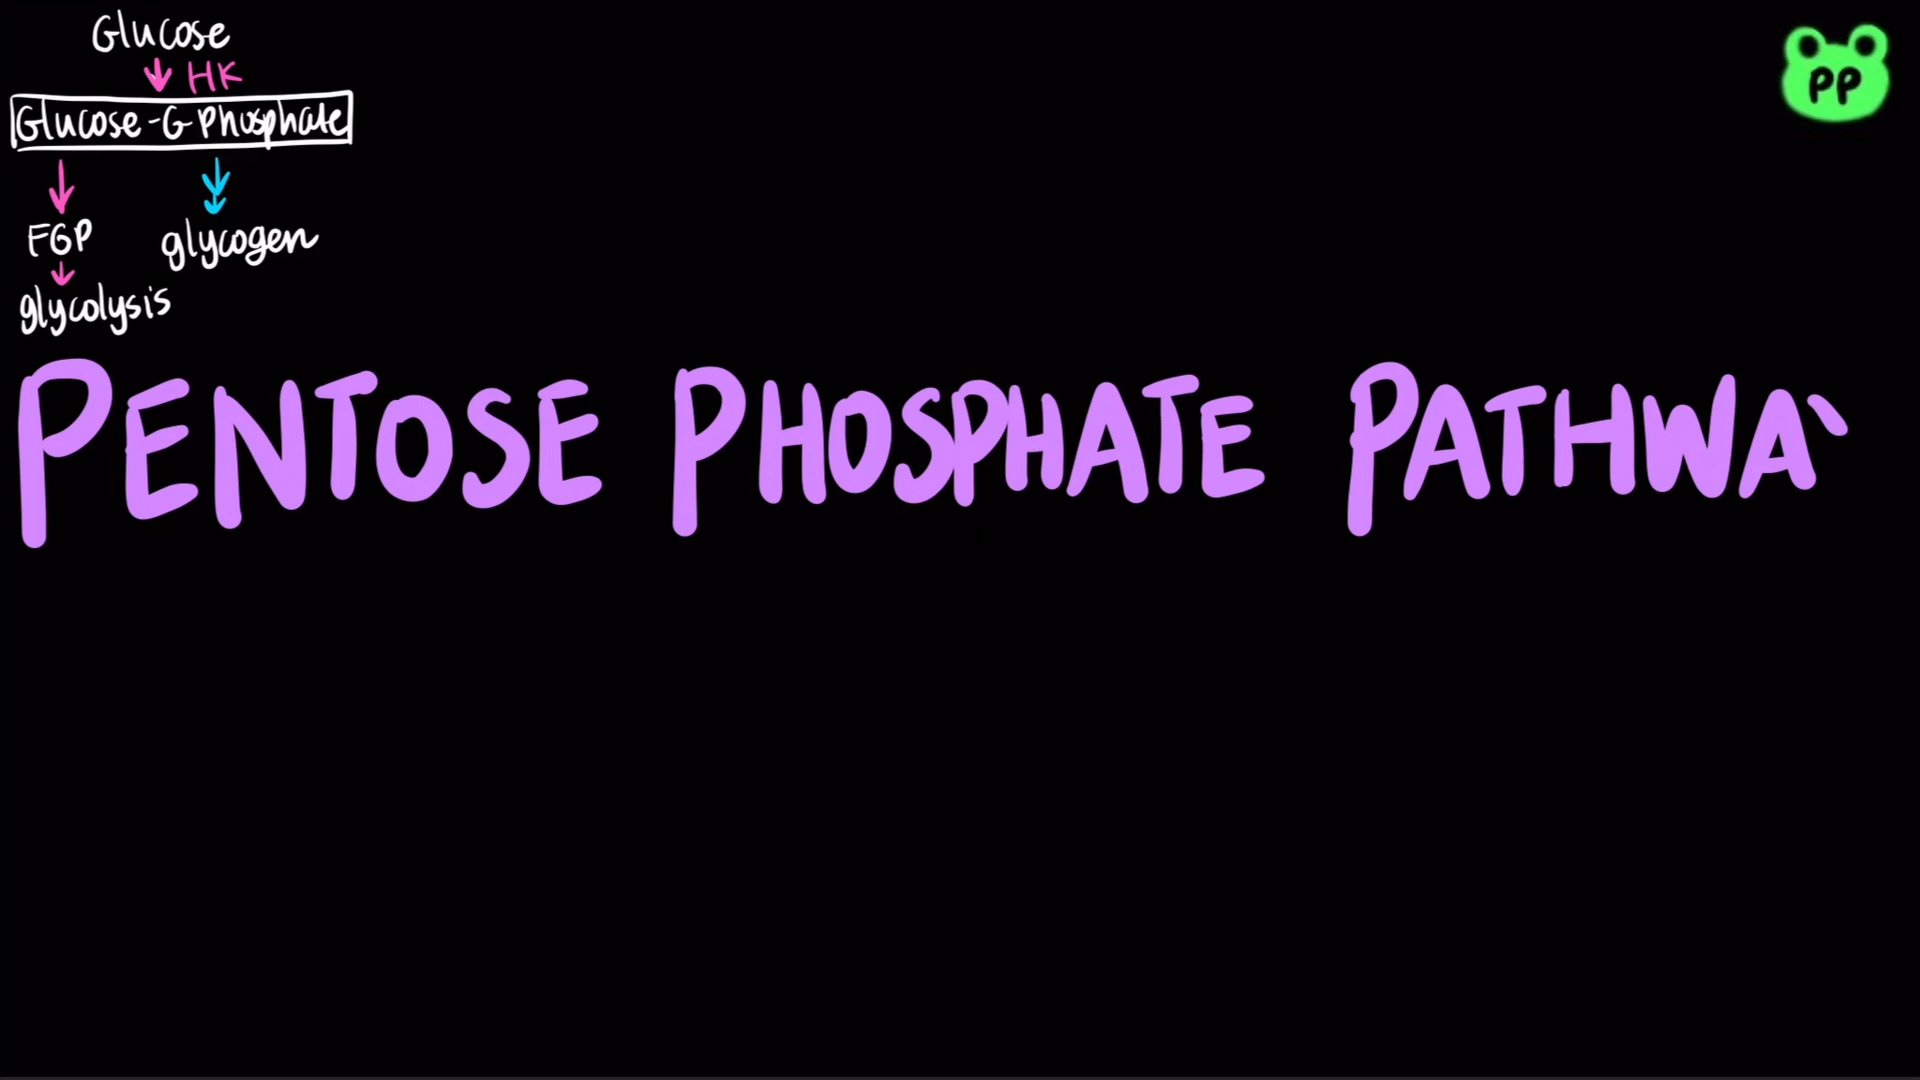 Glucose
HK
Glucose-6-Phosphate
F6P
glycogen
glycolysis
PENTOSE PHOSPHATE PATHWA
PP